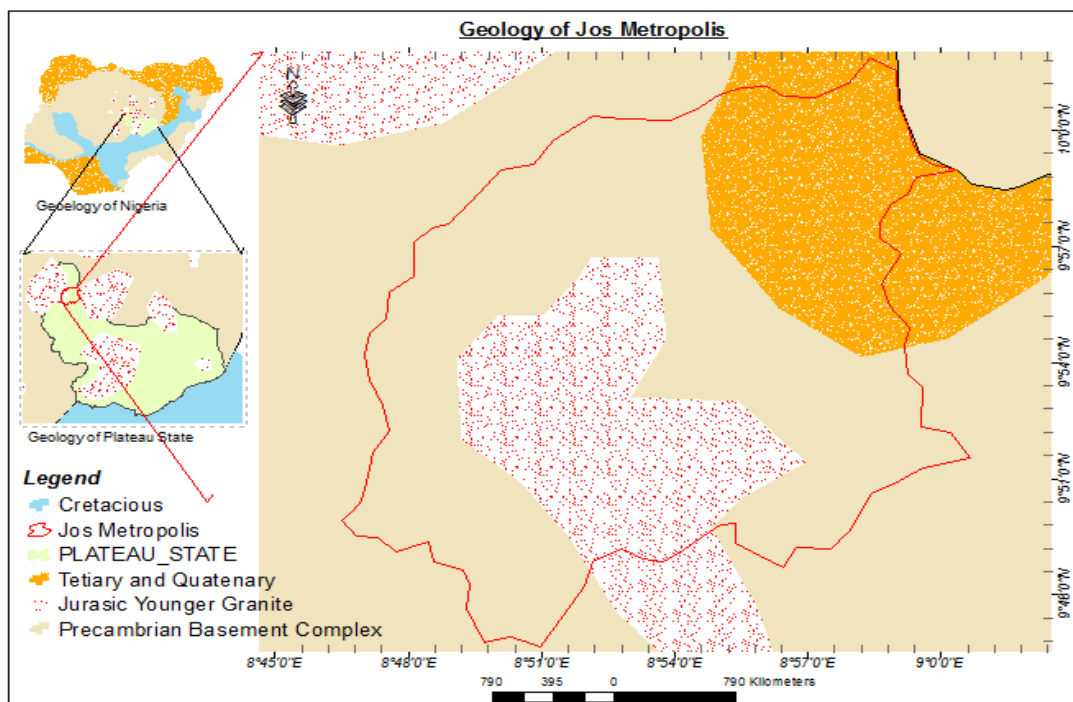 Geology of Jos Metropolis
Geoelogy of Nigeria
Geology of Plateau State
Legend
Cretacious
Jos Metropolis
PLATEAU_STATE
Tetiary and Quatenary
Jurasic Younger Granite
Precambrian Basement Complex
10°0'0"N
9°57'0"N
9°54'0"N
9°51'0"N
9°48'0"N
8°45'0"E 8°48'0"E 8°51'0"E 8°54'0"E 8°57'0"E 9°0'0"E
790 395 0 790 Kilometers